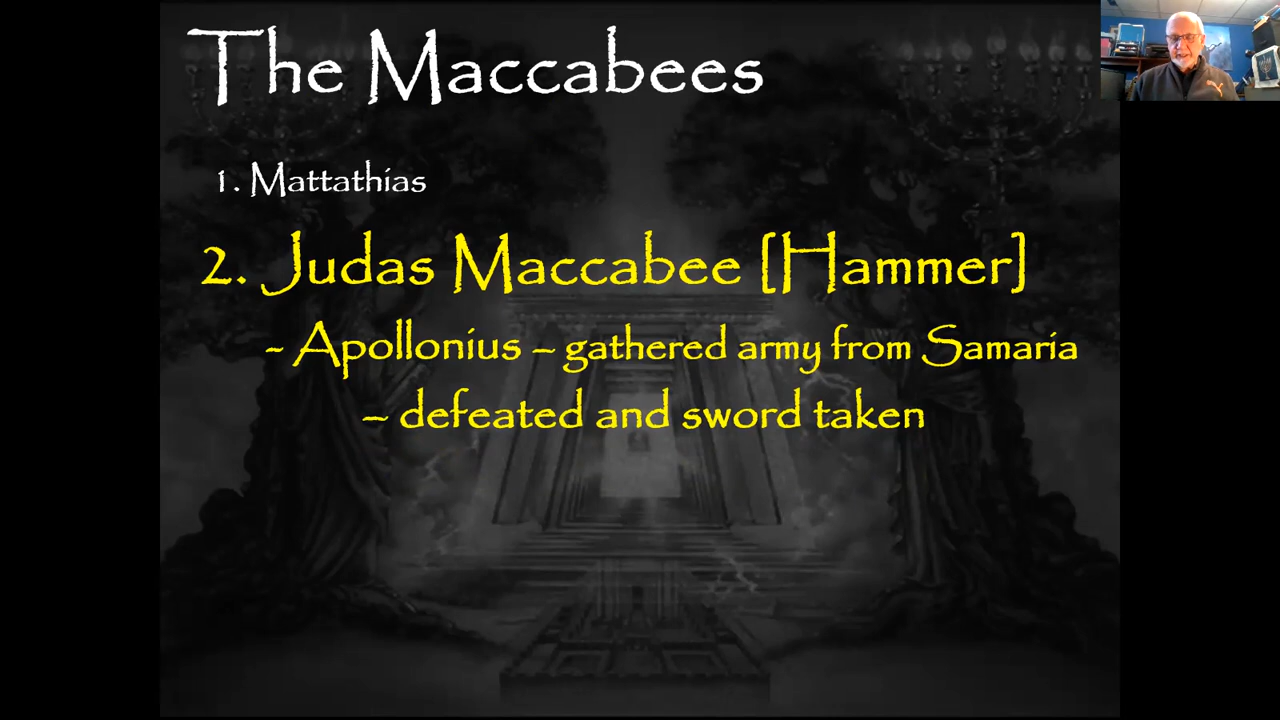 The Maccabees
1. Mattathias
2. Judas Maccabee [Hammer]
- Apollonius – gathered army from Samaria
– defeated and sword taken